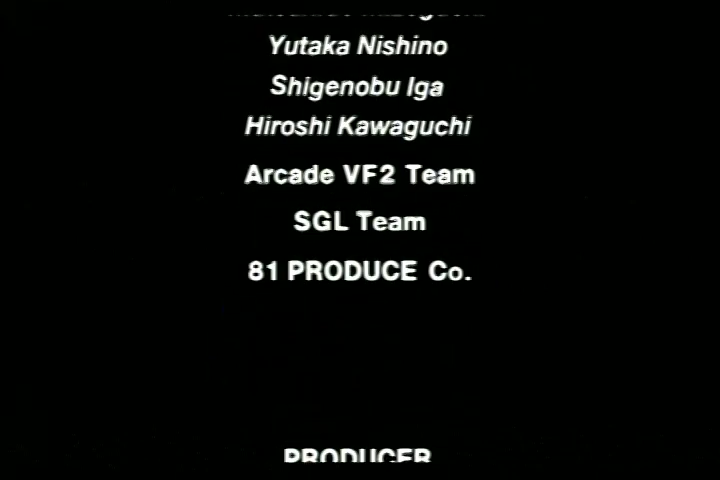 Yutaka Nishino
Shigenobu Iga
Hiroshi Kawaguchi
Arcade VF2 Team
SGL Team
81 PRODUCE Co.
PRODUCER